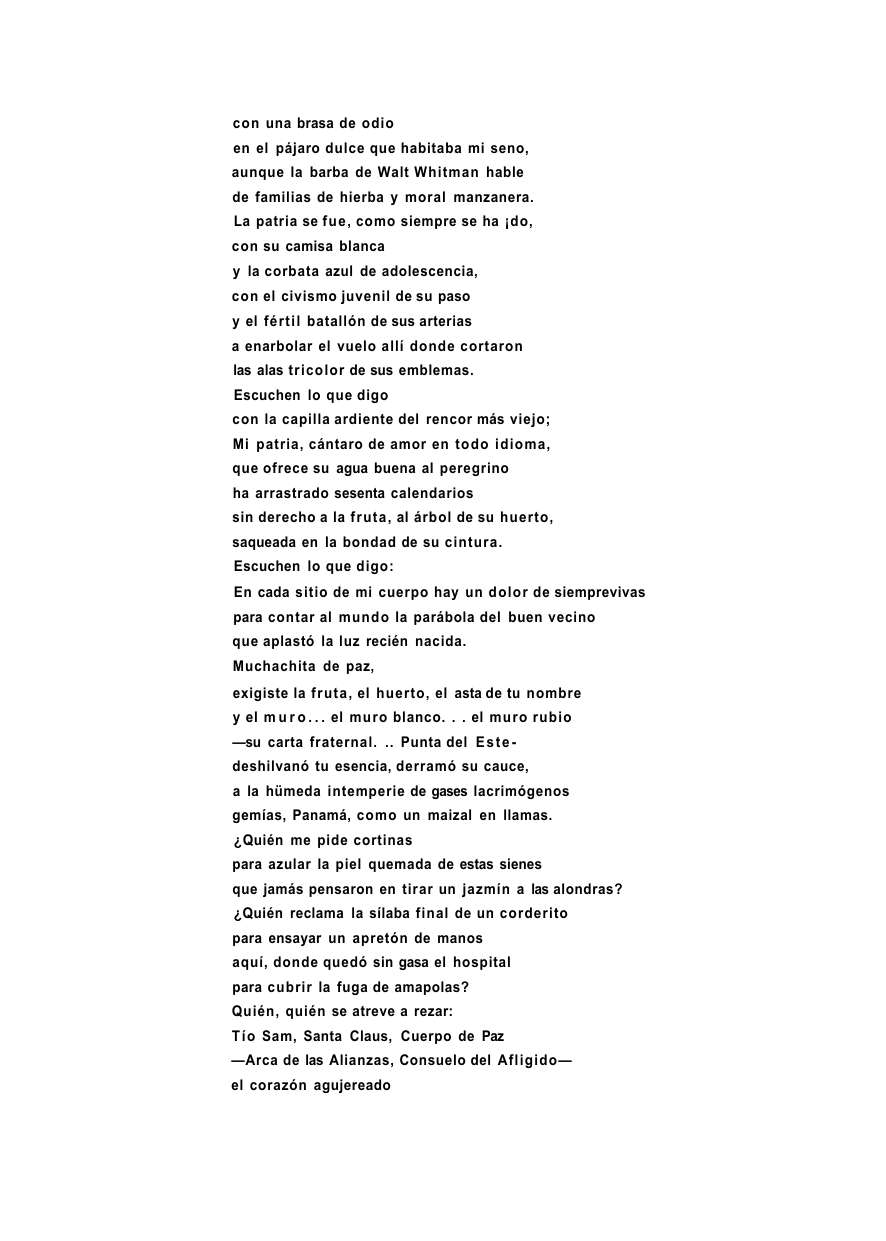 con una brasa de odio
en el pájaro dulce que habitaba mi seno,
aunque la barba de Walt Whitman hable
de familias de hierba y moral manzanera.
La patria se fue, como siempre se ha ¡do,
con su camisa blanca
y la corbata azul de adolescencia,
con el civismo juvenil de su paso
y el fértil batallón de sus arterias
a enarbolar el vuelo allí donde cortaron
las alas tricolor de sus emblemas.
Escuchen lo que digo
con la capilla ardiente del rencor más viejo;
Mi patria, cántaro de amor en todo idioma,
que ofrece su agua buena al peregrino
ha arrastrado sesenta calendarios
sin derecho a la fruta, al árbol de su huerto,
saqueada en la bondad de su cintura.
Escuchen lo que digo:
En cada sitio de mi cuerpo hay un dolor de siemprevivas
para contar al mundo la parábola del buen vecino
que aplastó la luz recién nacida.
Muchachita de paz,
exigiste la fruta, el huerto, el asta de tu nombre
y el muro... el muro blanco. . . el muro rubio
—su carta fraternal. .. Punta del Este-
deshilvanó tu esencia, derramó su cauce,
a la hümeda intemperie de gases lacrimógenos
gemías, Panamá, como un maizal en llamas.
¿Quién me pide cortinas
para azular la piel quemada de estas sienes
que jamás pensaron en tirar un jazmín a las alondras?
¿Quién reclama la sílaba final de un corderito
para ensayar un apretón de manos
aquí, donde quedó sin gasa el hospital
para cubrir la fuga de amapolas?
Quién, quién se atreve a rezar:
Tío Sam, Santa Claus, Cuerpo de Paz
—Arca de las Alianzas, Consuelo del Afligido—
el corazón agujereado